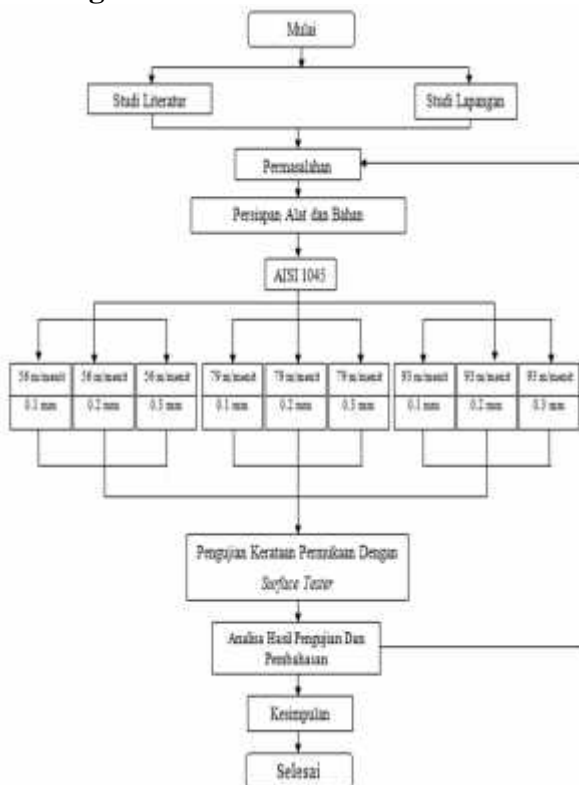 Mulai
Studi Literatur
Studi Lapangan
Permasalahan
Persiapan Alat dan Bahan
AISI 1045
56 m/menit 56 m/menit 56 m/menit 79 m/menit 79 m/menit 79 m/menit 93 m/menit 93 m/menit 93 m/menit
0.1 mm 0.2 mm 0.3 mm 0.1 mm 0.2 mm 0.3 mm 0.1 mm 0.2 mm 0.3 mm
Pengujian Kerataan Permukaan Dengan
Surface Tester
Analisa Hasil Pengujian Dan
Pembahasan
Kesimpulan
Selesai